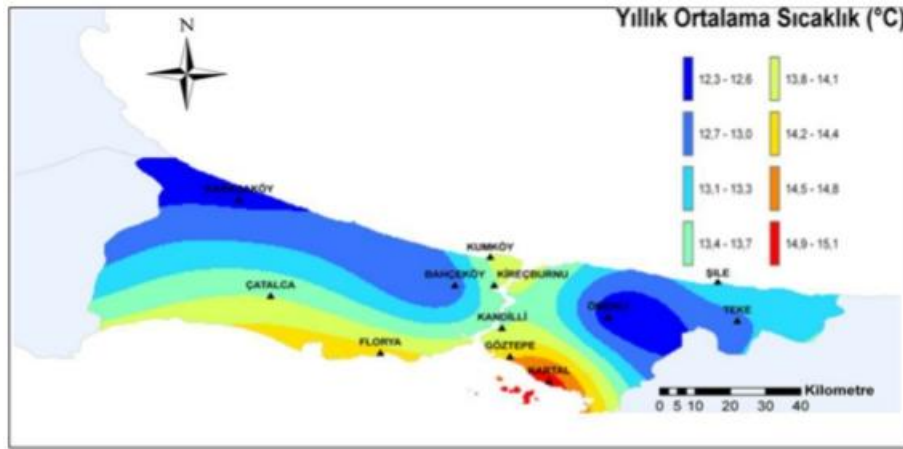 Yıllık Ortalama Sıcaklık (°C)
N
12,3 - 12,6
13,8 - 14,1
12,7 - 13,0
14,2 - 14,4
13,1 - 13,3
14,5 - 14,8
13,4 - 13,7
14,9 - 15,1
KUMKÖY
BAHÇEKÖY
KİREÇBURNU
ŞİLE
ÇATALCA
TEKE
KANDİLLİ
FLORYA
GÖZTEPE
KARTAL
Kilometre
0 5 10 20 30 40